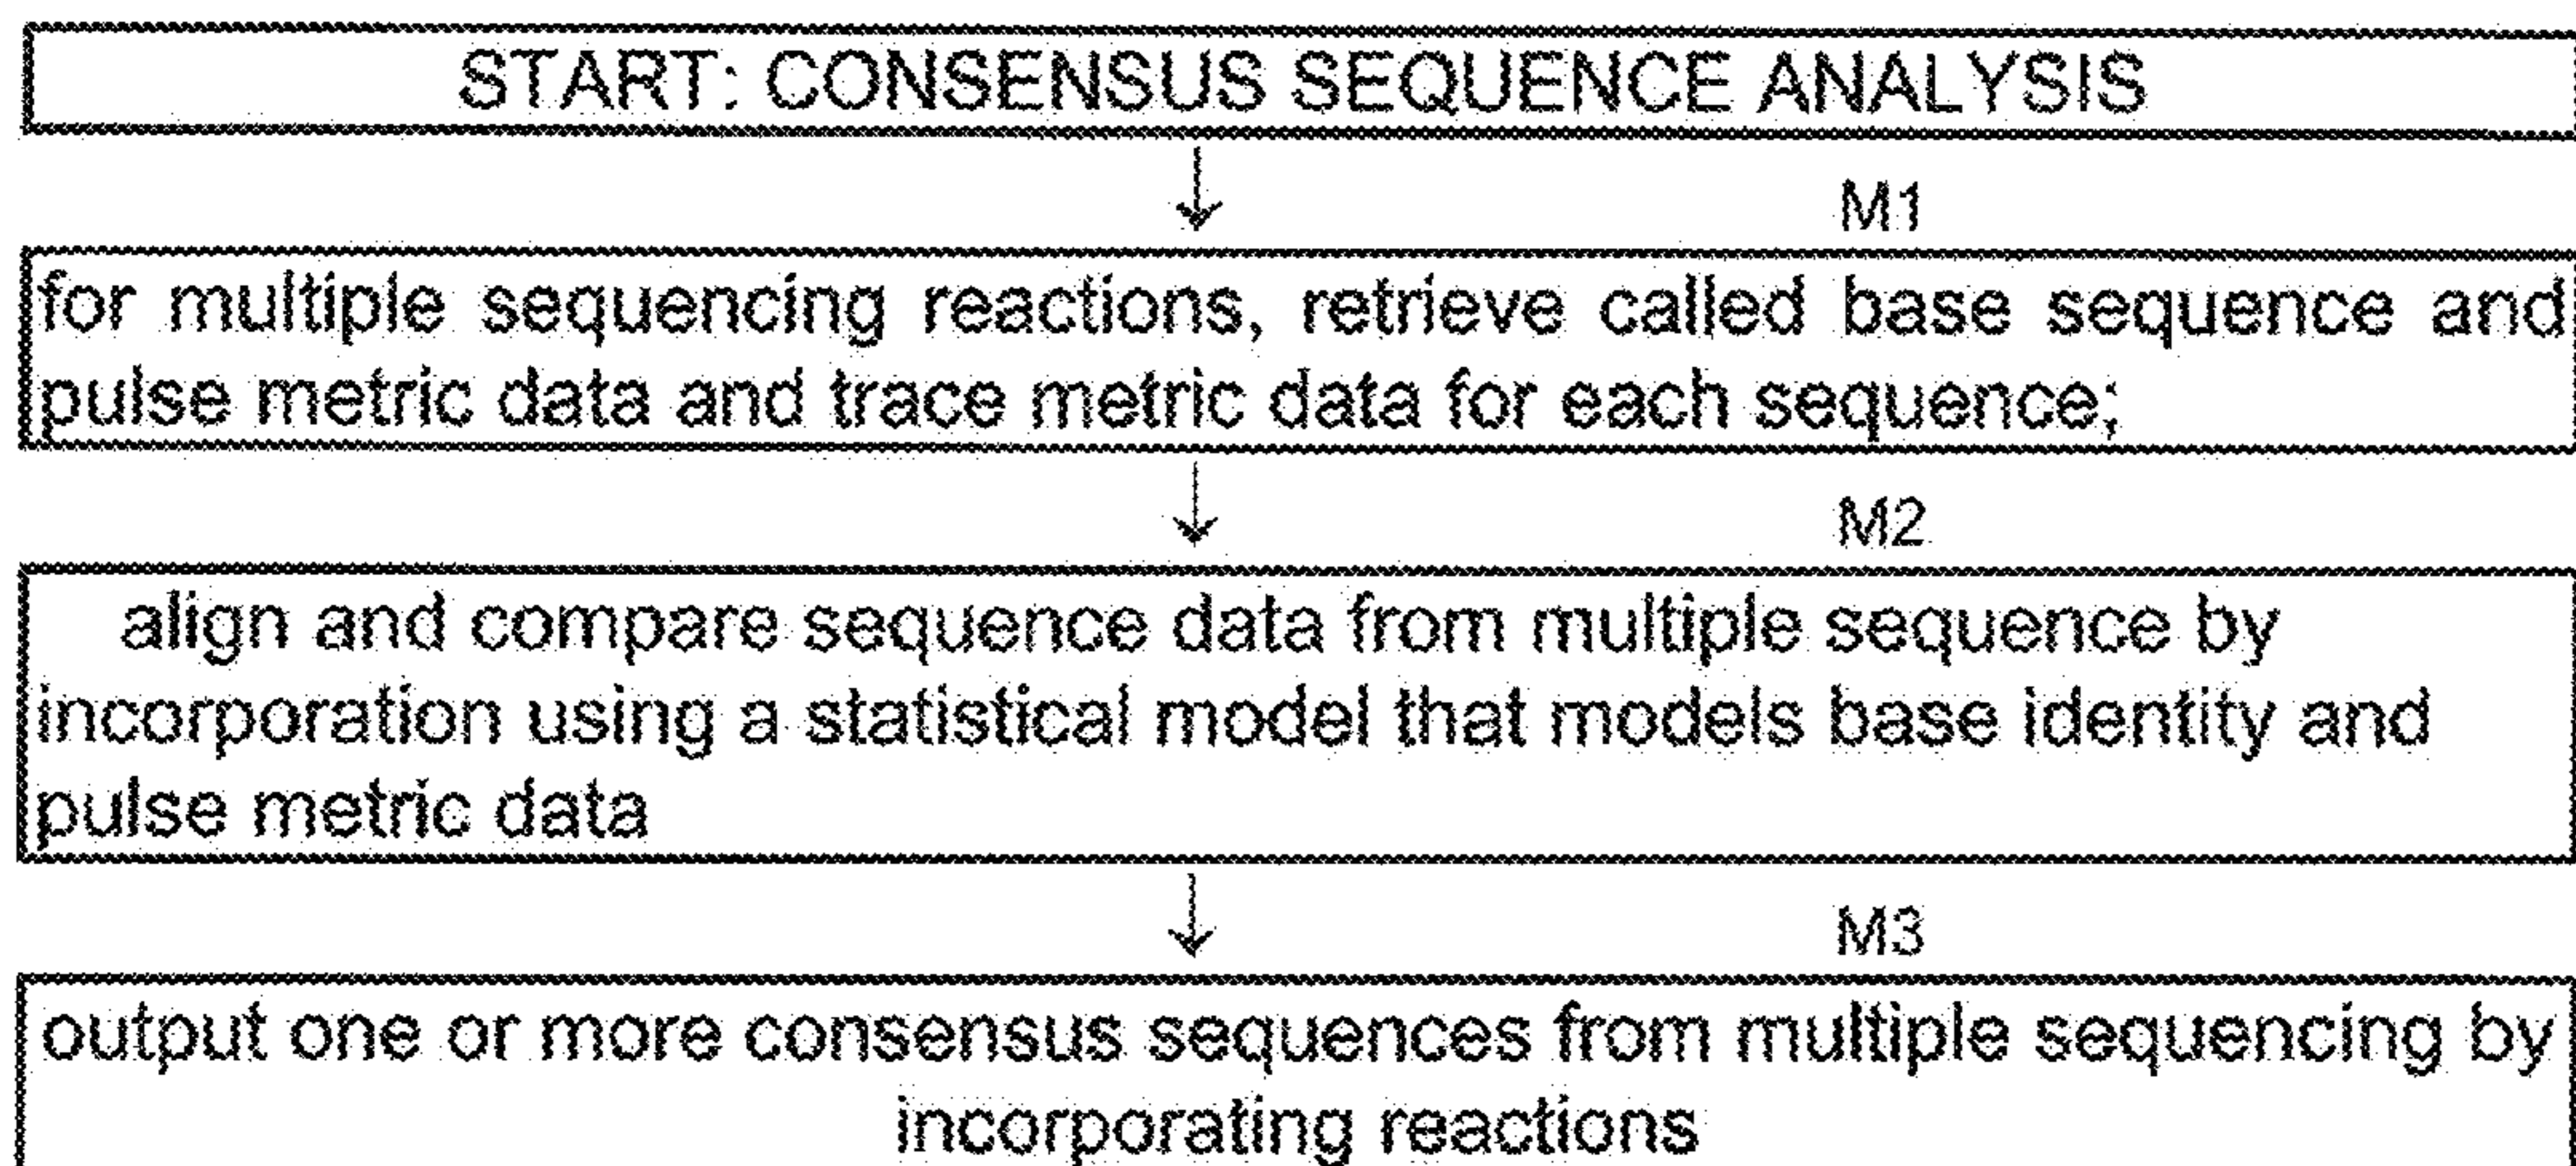 START: CONSENSUS SEQUENCE ANALYSIS
M1
for multiple sequencing reactions, retrieve called base sequence and
pulse metric data and trace metric data for each sequence;
M2
align and compare sequence data from multiple sequence by
incorporation using a statistical model that models base identity and
pulse metric data
M3
output one or more consensus sequences from multiple sequencing by
incorporating reactions